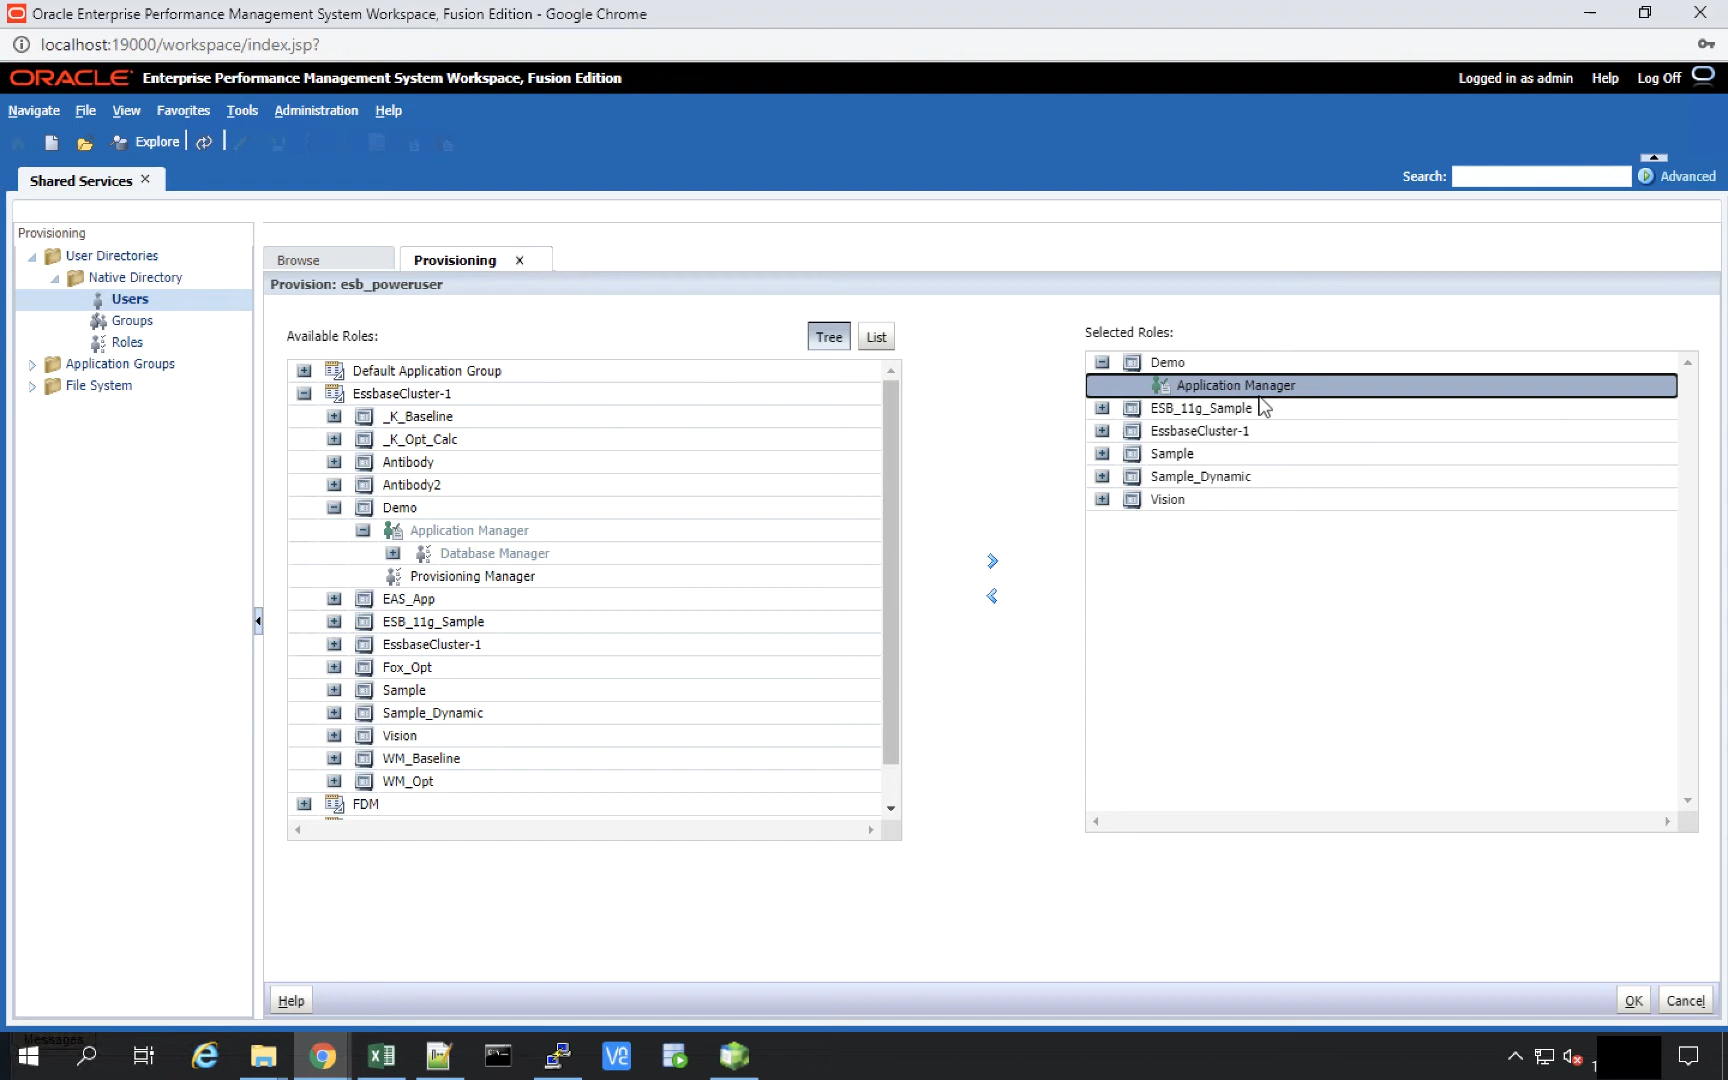 Oracle Enterprise Performance Management System Workspace, Fusion Edition - Google Chrome
localhost:19000/workspace/index.jsp?
ORACLE Enterprise Performance Management System Workspace, Fusion Edition
Logged in as admin Help Log Off
Navigate File View Favorites Tools Administration Help
Explore
Shared Services
Search: Advanced
Provisioning
User Directories
Native Directory
Users
Groups
Roles
Application Groups
File System
Browse Provisioning
Provision: esb_poweruser
Available Roles: Tree List
Default Application Group
EssbaseCluster-1
_K_Baseline
_K_Opt_Calc
Antibody
Antibody2
Demo
Application Manager
Database Manager
Provisioning Manager
EAS_App
ESB_11g_Sample
EssbaseCluster-1
Fox_Opt
Sample
Sample_Dynamic
Vision
WM_Baseline
WM_Opt
FDM
Selected Roles:
Demo
Application Manager
ESB_11g_Sample
EssbaseCluster-1
Sample
Sample_Dynamic
Vision
Help OK Cancel
Messages